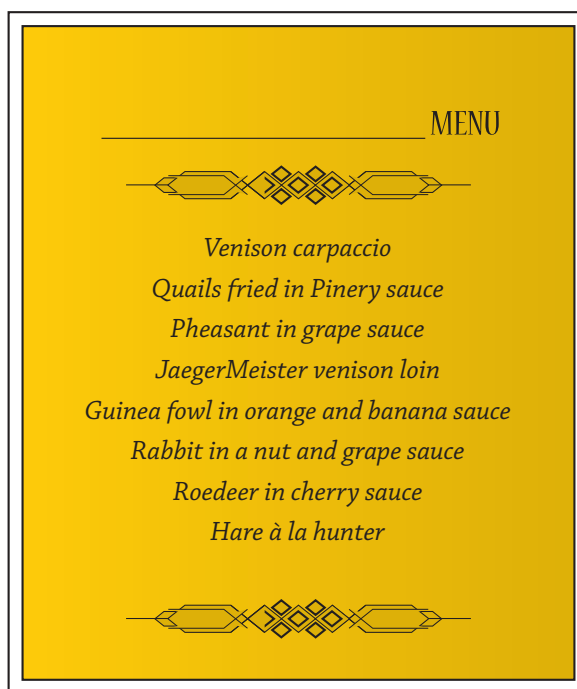 MENU
Venison carpaccio
Quails fried in Pinery sauce
Pheasant in grape sauce
JaegerMeister venison loin
Guinea fowl in orange and banana sauce
Rabbit in a nut and grape sauce
Roedeer in cherry sauce
Hare à la hunter